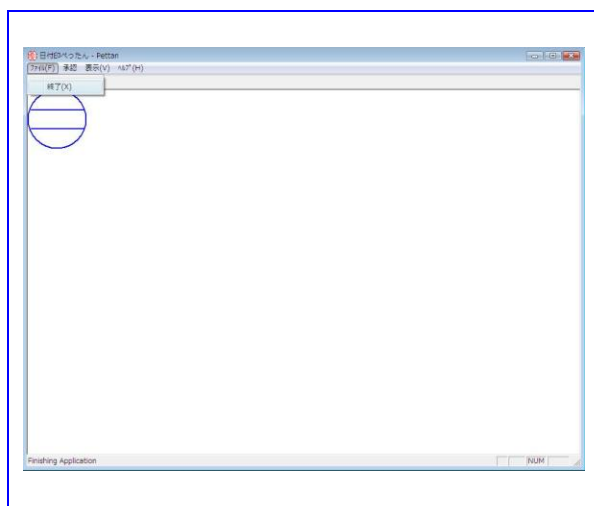 日付印ぺったん - Pettan
ﾌｧｲﾙ(F) 承認 表示(V) ﾍﾙﾌﾟ(H)
終了(X)
Finishing Application
NUM